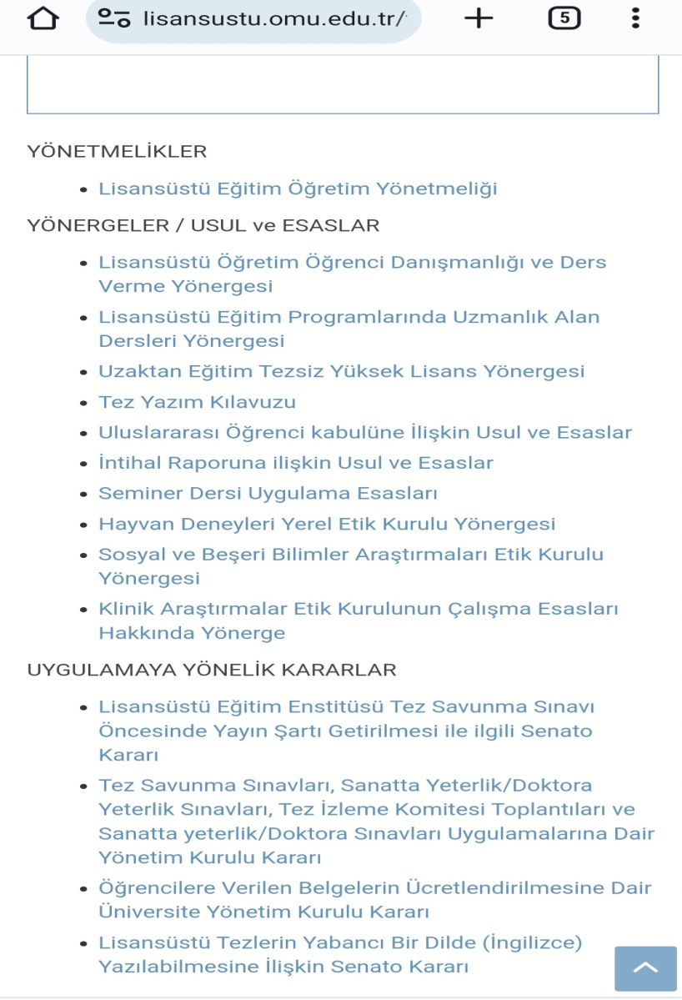 lisansustu.omu.edu.tr/
5
YÖNETMELİKLER
Lisansüstü Eğitim Öğretim Yönetmeliği
YÖNERGELER / USUL ve ESASLAR
Lisansüstü Öğretim Öğrenci Danışmanlığı ve Ders
Verme Yönergesi
Lisansüstü Eğitim Programlarında Uzmanlık Alan
Dersleri Yönergesi
Uzaktan Eğitim Tezsiz Yüksek Lisans Yönergesi
Tez Yazım Kılavuzu
Uluslararası Öğrenci kabulüne İlişkin Usul ve Esaslar
İntihal Raporuna ilişkin Usul ve Esaslar
Seminer Dersi Uygulama Esasları
Hayvan Deneyleri Yerel Etik Kurulu Yönergesi
Sosyal ve Beşeri Bilimler Araştırmaları Etik Kurulu
Yönergesi
Klinik Araştırmalar Etik Kurulunun Çalışma Esasları
Hakkında Yönerge
UYGULAMAYA YÖNELİK KARARLAR
Lisansüstü Eğitim Enstitüsü Tez Savunma Sınavı
Öncesinde Yayın Şartı Getirilmesi ile ilgili Senato
Kararı
Tez Savunma Sınavları, Sanatta Yeterlik/Doktora
Yeterlik Sınavları, Tez İzleme Komitesi Toplantıları ve
Sanatta yeterlik/Doktora Sınavları Uygulamalarına Dair
Yönetim Kurulu Kararı
Öğrencilere Verilen Belgelerin Ücretlendirilmesine Dair
Üniversite Yönetim Kurulu Kararı
Lisansüstü Tezlerin Yabancı Bir Dilde (İngilizce)
Yazılabilmesine İlişkin Senato Kararı